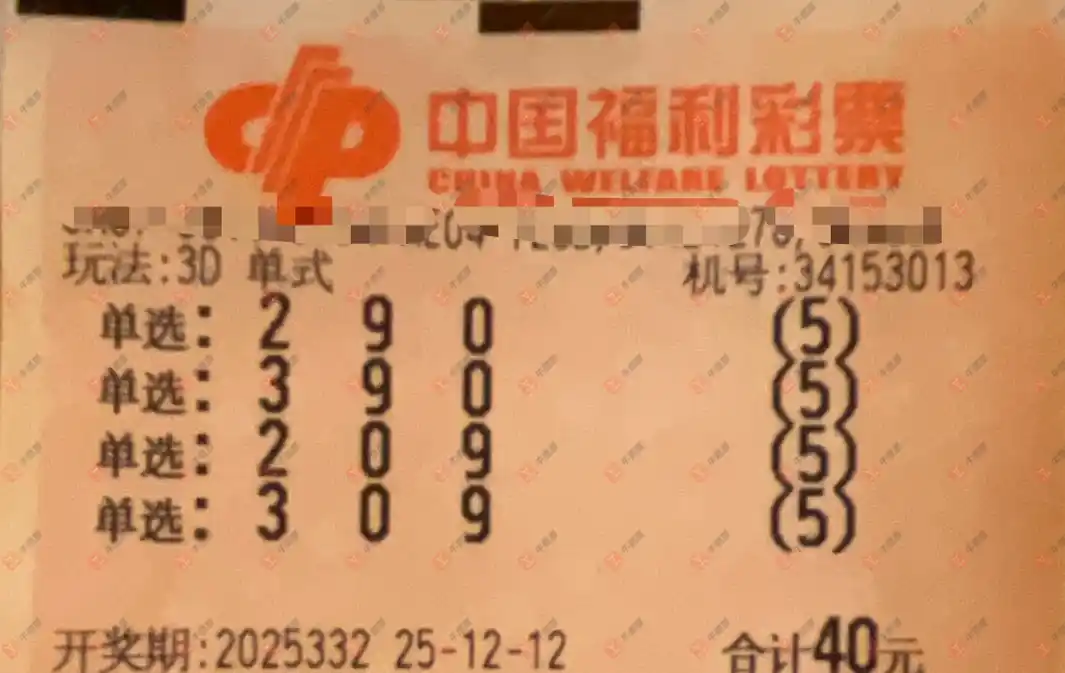 中国福利彩票
CHINA WELFARE LOTTERY
玩法:3D 单式 机号:34153013
单选: 2 9 0 (5)
单选: 3 9 0 (5)
单选: 2 0 9 (5)
单选: 3 0 9 (5)
开奖期:2025332 25-12-12 合计40元